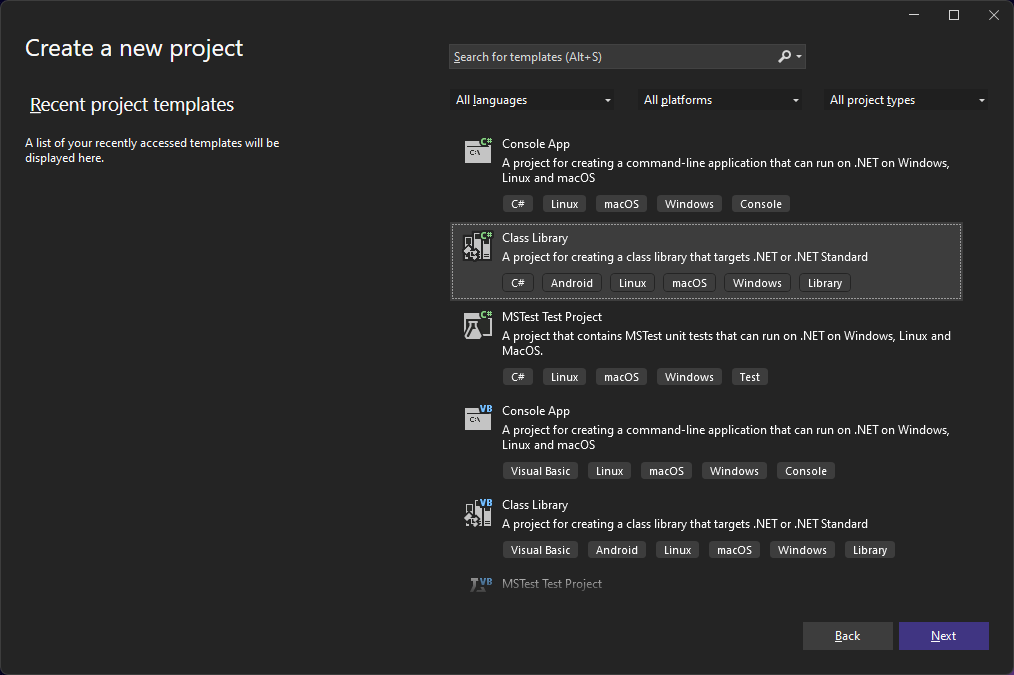 Create a new project
Recent project templates
A list of your recently accessed templates will be
displayed here.
Search for templates (Alt+S)
All languages
All platforms
All project types
C#
C:\
Console App
A project for creating a command-line application that can run on .NET on Windows,
Linux and macOS
C# Linux macOS Windows Console
C#
Class Library
A project for creating a class library that targets .NET or .NET Standard
C# Android Linux macOS Windows Library
C#
MSTest Test Project
A project that contains MSTest unit tests that can run on .NET on Windows, Linux and
MacOS.
C# Linux macOS Windows Test
VB
C:\
Console App
A project for creating a command-line application that can run on .NET on Windows,
Linux and macOS
Visual Basic Linux macOS Windows Console
VB
Class Library
A project for creating a class library that targets .NET or .NET Standard
Visual Basic Android Linux macOS Windows Library
VB
MSTest Test Project
Back
Next